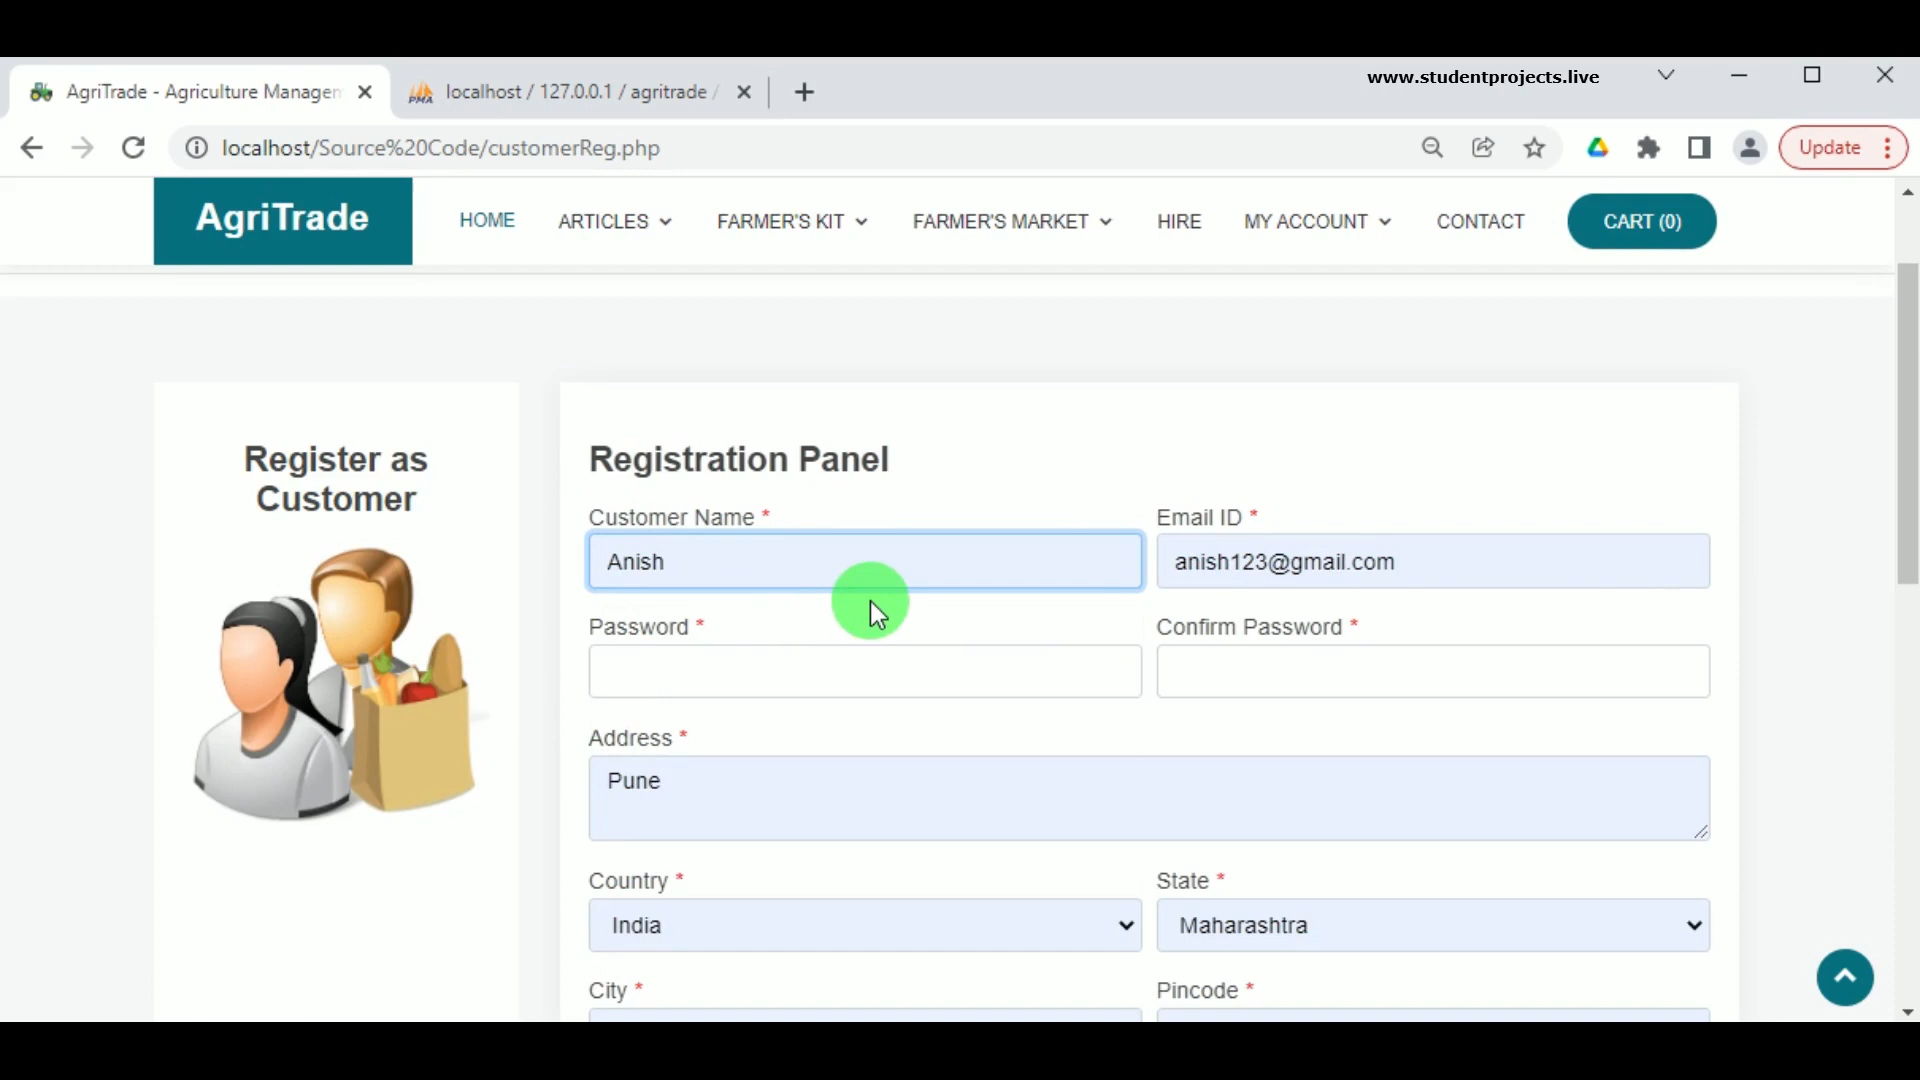 www.studentprojects.live
AgriTrade - Agriculture Managem
localhost / 127.0.0.1 / agritrade /
localhost/Source%20Code/customerReg.php
Update
AgriTrade
HOME
ARTICLES
FARMER'S KIT
FARMER'S MARKET
HIRE
MY ACCOUNT
CONTACT
CART (0)
Register as
Customer
Registration Panel
Customer Name *
Email ID *
Anish
anish123@gmail.com
Password *
Confirm Password *
Address *
Pune
Country *
State *
India
Maharashtra
City *
Pincode *